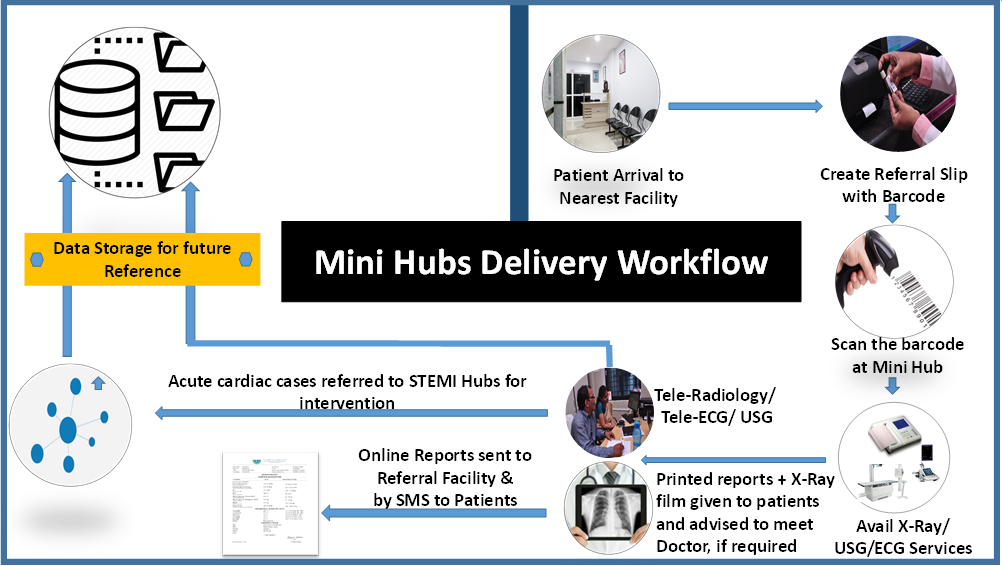 Patient Arrival to
Nearest Facility
Create Referral Slip
with Barcode
Data Storage for future
Reference
Mini Hubs Delivery Workflow
Scan the barcode
at Mini Hub
Acute cardiac cases referred to STEMI Hubs for
intervention
Tele-Radiology/
Tele-ECG/ USG
Online Reports sent to
Referral Facility &
by SMS to Patients
Printed reports + X-Ray
film given to patients
and advised to meet
Doctor, if required
Avail X-Ray/
USG/ECG Services